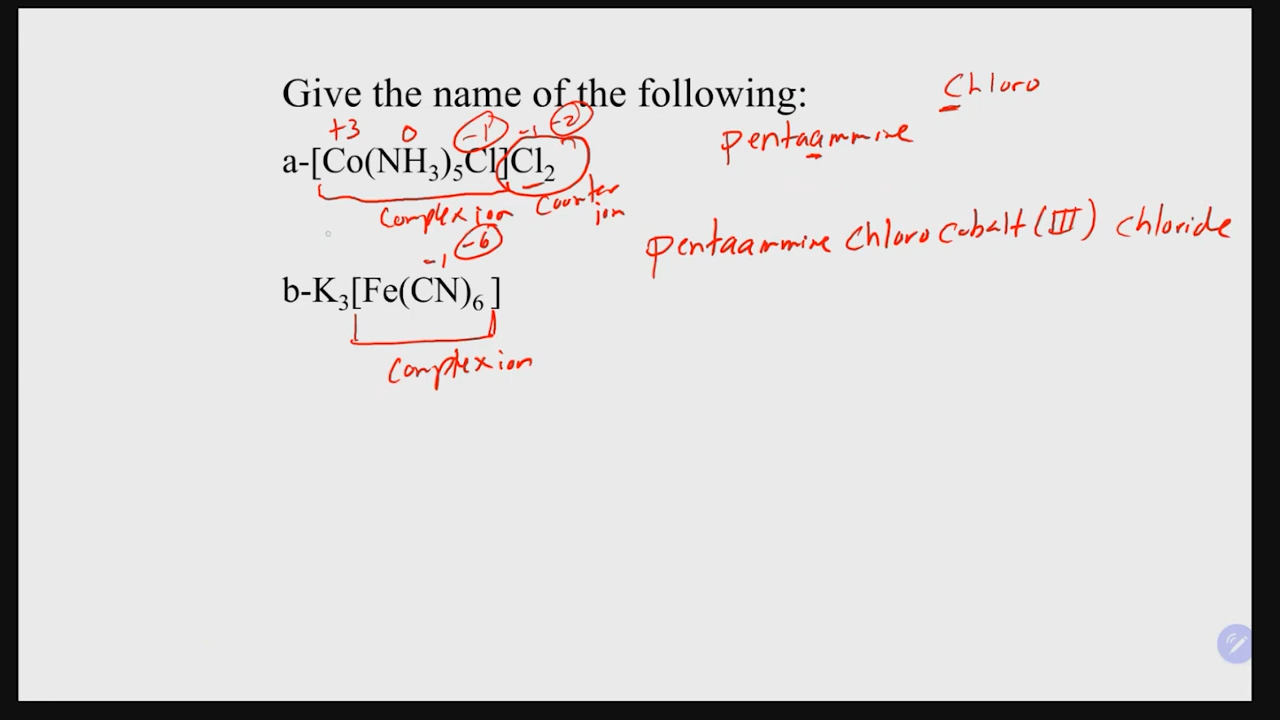 Give the name of the following:
Chloro
pentaammine
+3 0 -1 -1 -2
a-[Co(NH3)5Cl]Cl2
Complex ion
Counter
ion
pentaammine chloro cobalt (III) chloride
-1 -6
b-K3[Fe(CN)6 ]
Complex ion